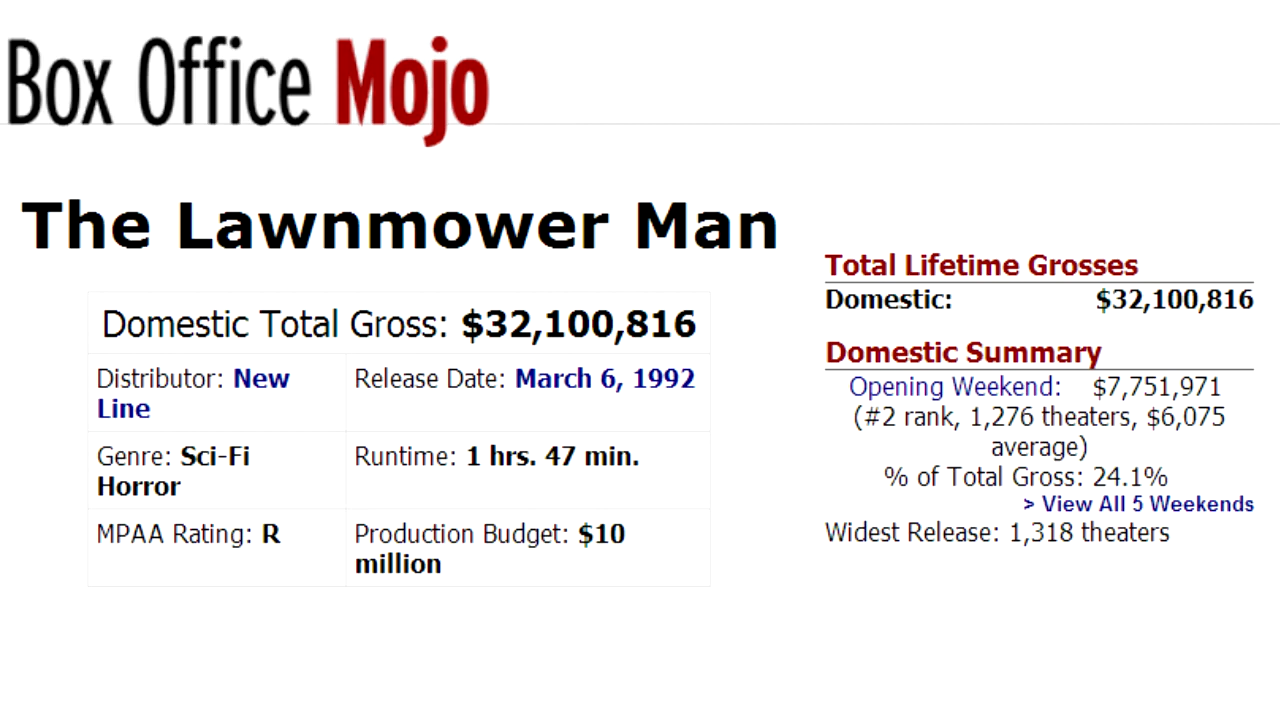 Box Office Mojo
The Lawnmower Man
Domestic Total Gross: $32,100,816
Distributor: New
Line
Release Date: March 6, 1992
Genre: Sci-Fi
Horror
Runtime: 1 hrs. 47 min.
MPAA Rating: R
Production Budget: $10
million
Total Lifetime Grosses
Domestic: $32,100,816
Domestic Summary
Opening Weekend: $7,751,971
(#2 rank, 1,276 theaters, $6,075
average)
% of Total Gross: 24.1%
> View All 5 Weekends
Widest Release: 1,318 theaters